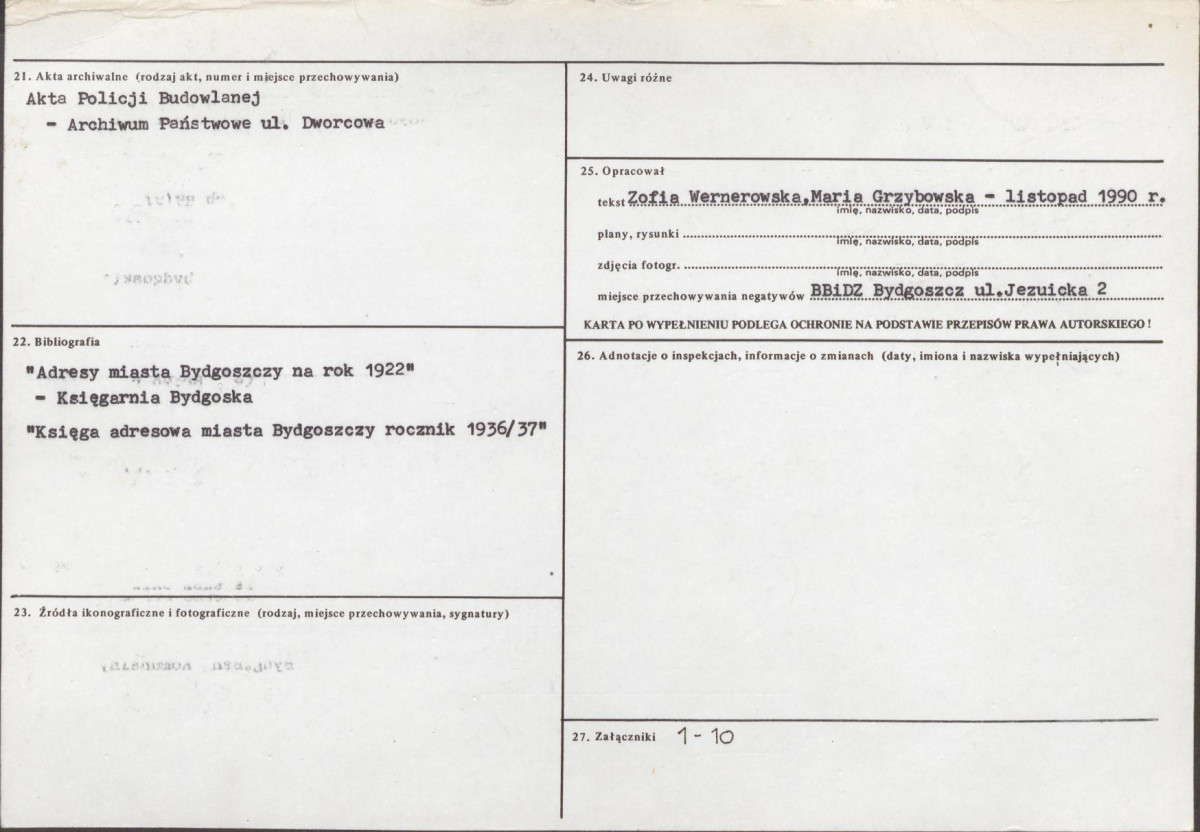 21. Akta archiwalne (rodzaj akt, numer i miejsce przechowywania)
Akta Policji Budowlanej
- Archiwum Państwowe ul. Dworcowa
22. Bibliografia
"Adresy miasta Bydgoszczy na rok 1922"
- Księgarnia Bydgoska
"Księga adresowa miasta Bydgoszczy rocznik 1936/37"
23. Źródła ikonograficzne i fotograficzne (rodzaj, miejsce przechowywania, sygnatury)
24. Uwagi różne
25. Opracował
tekst Zofia Wernerowska,Maria Grzybowska - listopad 1990 r.
imię, nazwisko, data, podpis
plany, rysunki
imię, nazwisko, data, podpis
zdjęcia fotogr.
imię, nazwisko, data, podpis
miejsce przechowywania negatywów BBiDZ Bydgoszcz ul.Jezuicka 2
KARTA PO WYPEŁNIENIU PODLEGA OCHRONIE NA PODSTAWIE PRZEPISÓW PRAWA AUTORSKIEGO !
26. Adnotacje o inspekcjach, informacje o zmianach (daty, imiona i nazwiska wypełniających)
27. Załączniki 1 - 10